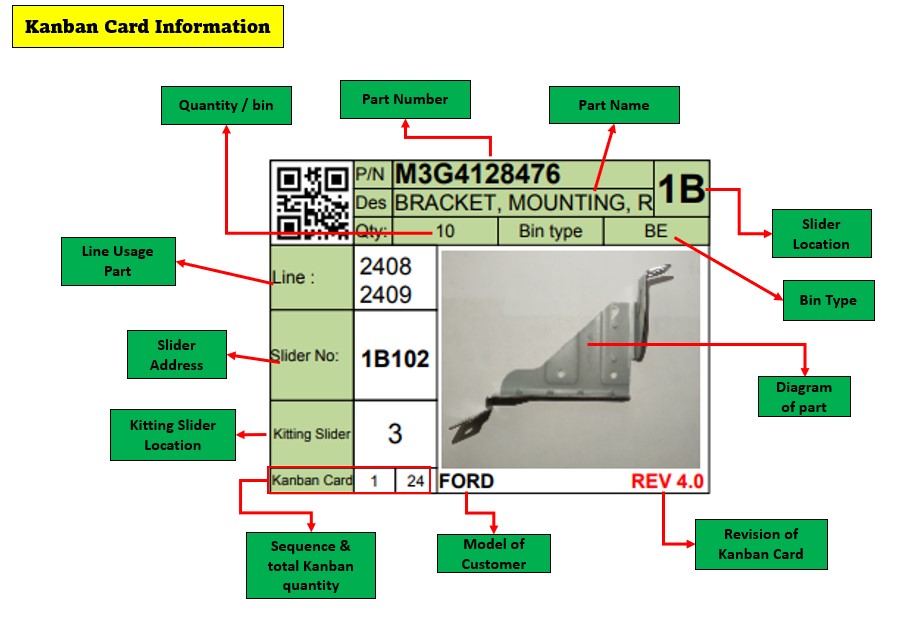 Kanban Card Information
Quantity / bin
Part Number
Part Name
P/N
M3G4128476
1B
Des
BRACKET, MOUNTING, R
Qty:
10
Bin type
BE
Slider
Location
Line Usage
Part
Line :
2408
2409
Bin Type
Slider
Address
Slider No:
1B102
Diagram
of part
Kitting Slider
Location
Kitting Slider
3
Kanban Card
1
24
FORD
REV 4.0
Sequence &
total Kanban
quantity
Model of
Customer
Revision of
Kanban Card